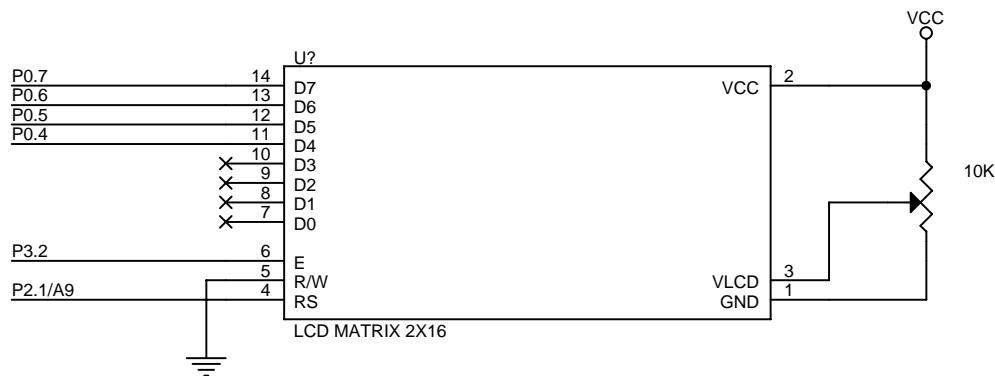 VCC
U?
P0.7 14 D7 VCC 2
P0.6 13 D6
P0.5 12 D5
P0.4 11 D4
10 D3 10K
9 D2
8 D1
7 D0
P3.2 6 E
5 R/W VLCD 3
P2.1/A9 4 RS GND 1
LCD MATRIX 2X16